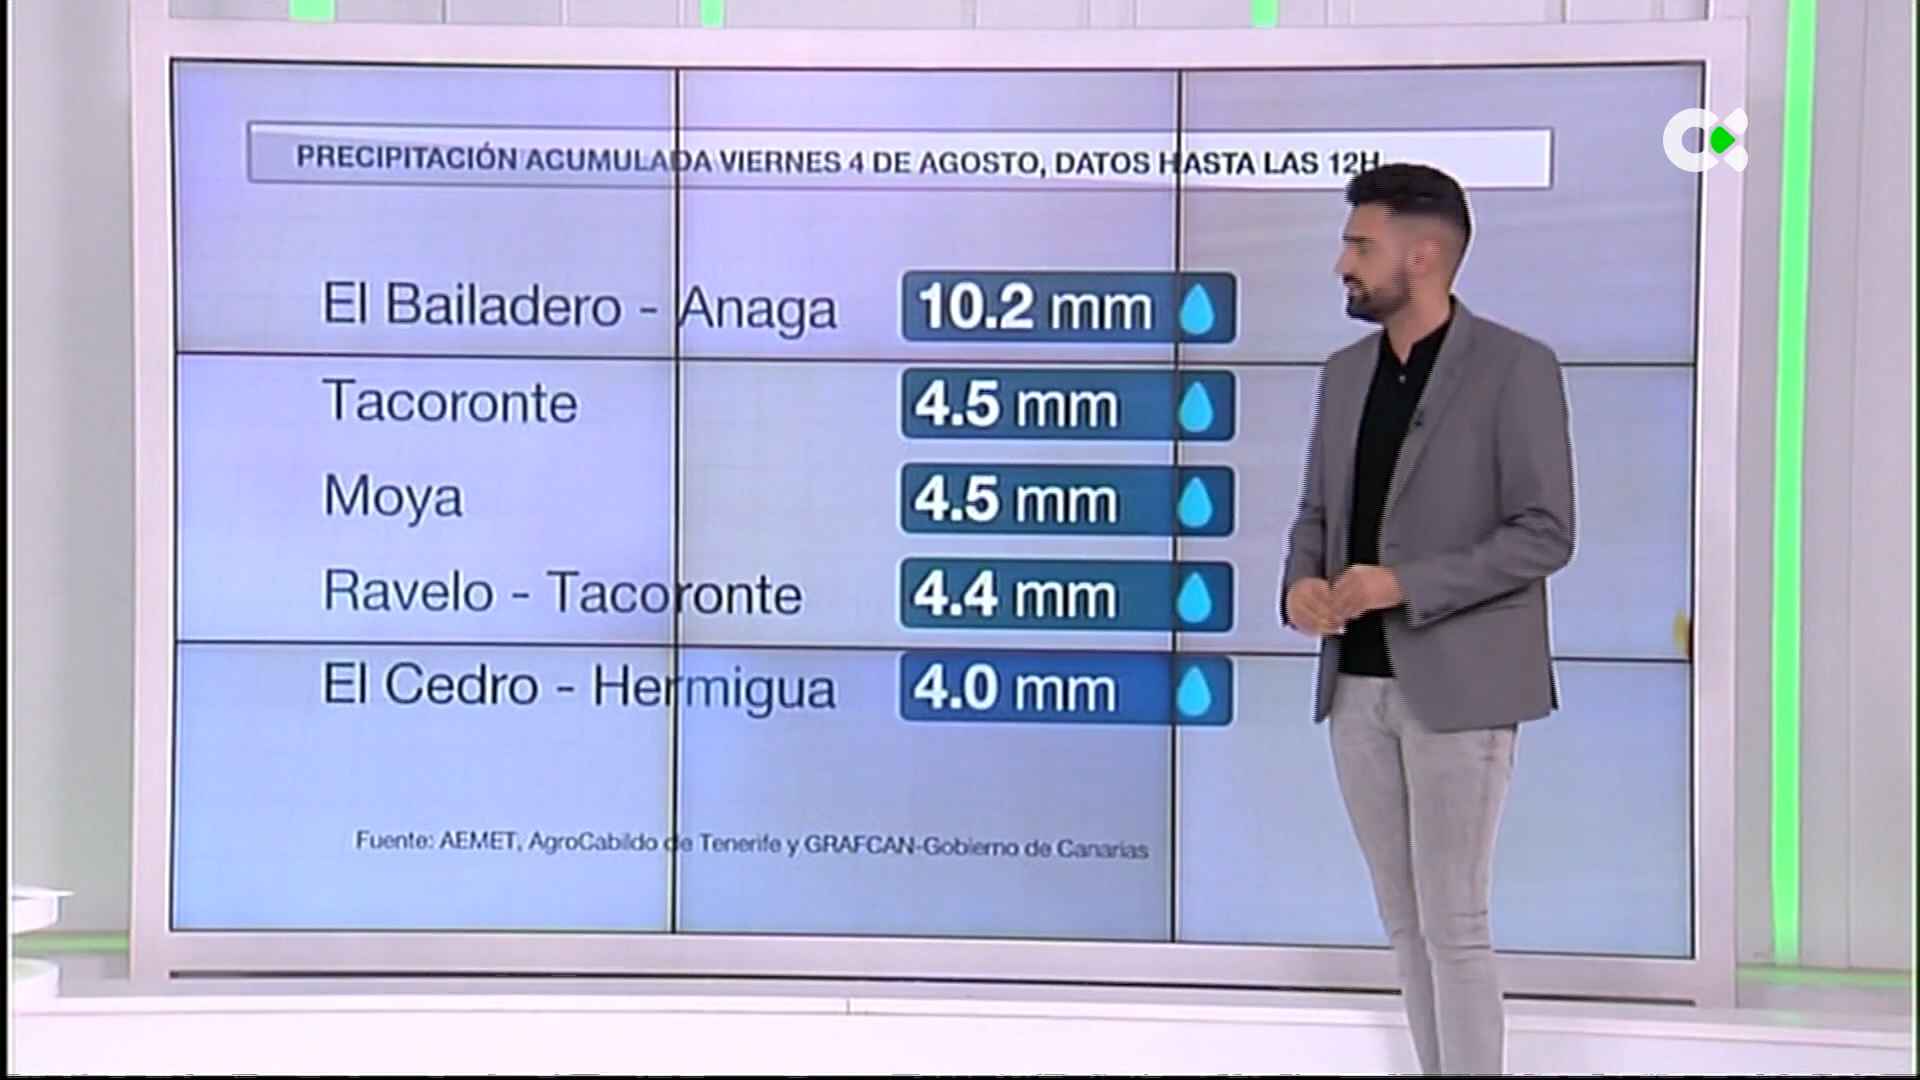 PRECIPITACIÓN ACUMULADA VIERNES 4 DE AGOSTO, DATOS HASTA LAS 12H
El Bailadero - Anaga 10.2 mm
Tacoronte 4.5 mm
Moya 4.5 mm
Ravelo - Tacoronte 4.4 mm
El Cedro - Hermigua 4.0 mm
Fuente: AEMET, AgroCabildo de Tenerife y GRAFCAN-Gobierno de Canarias